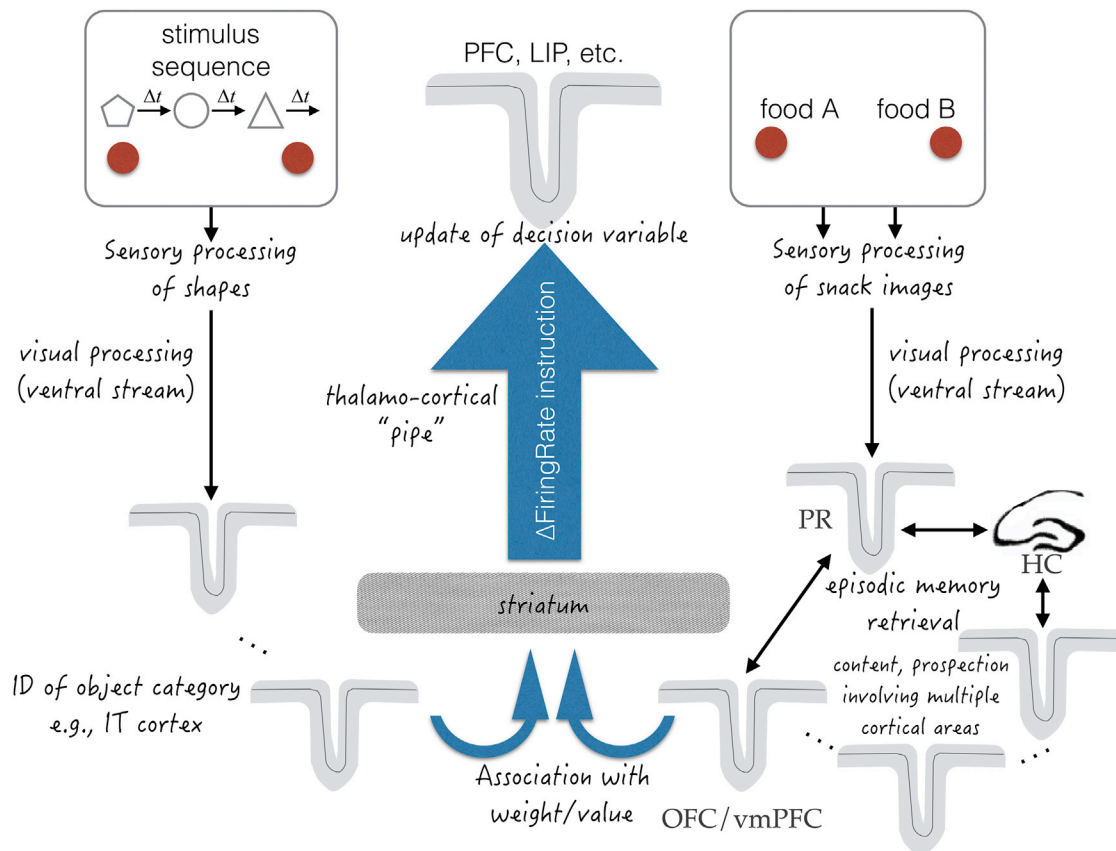 stimulus
sequence
Δt
Δt
Δt
Sensory processing
of shapes
visual processing
(ventral stream)
ID of object category
e.g., IT cortex
PFC, LIP, etc.
update of decision variable
ΔFiringRate instruction
thalamo-cortical
“pipe”
striatum
Association with
weight/value
food A
food B
Sensory processing
of snack images
visual processing
(ventral stream)
PR
HC
episodic memory
retrieval
content, prospection
involving multiple
cortical areas
OFC/vmPFC